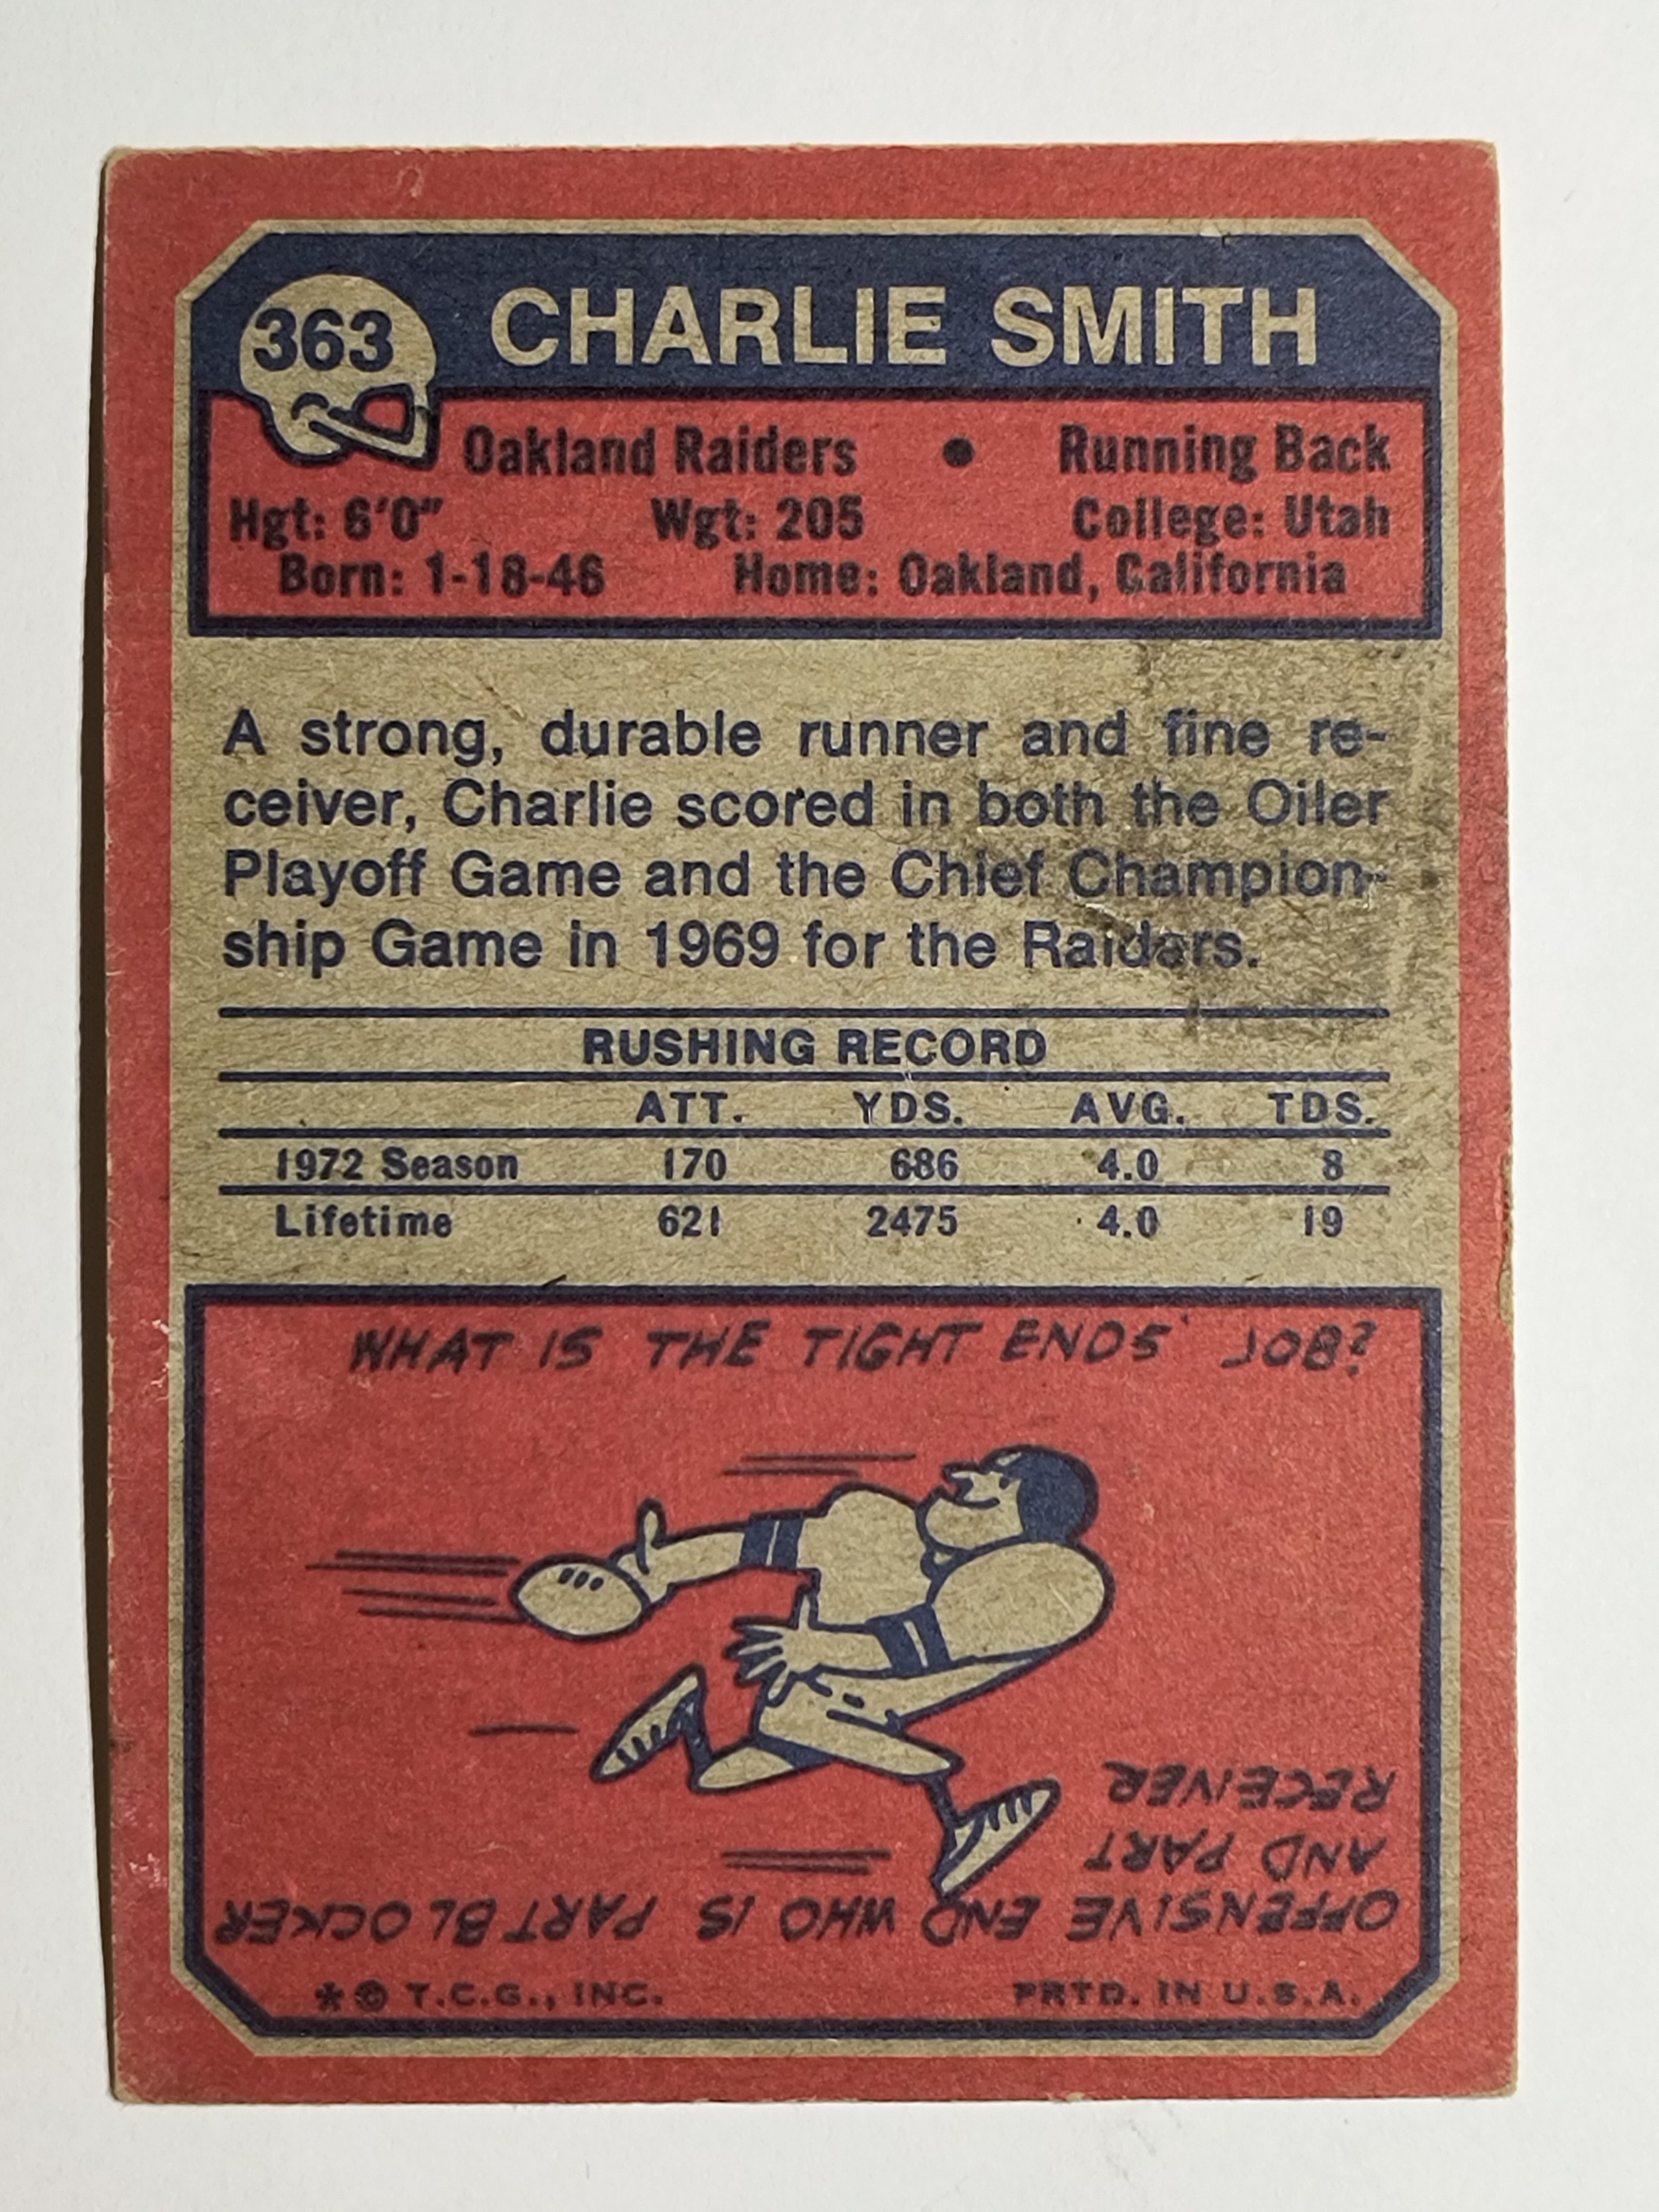 363 CHARLIE SMITH
Oakland Raiders • Running Back
Hgt: 6'0" Wgt: 205 College: Utah
Born: 1-18-46 Home: Oakland, California
A strong, durable runner and fine re-
ceiver, Charlie scored in both the Oiler
Playoff Game and the Chief Champion-
ship Game in 1969 for the Raiders.
RUSHING RECORD
ATT. YDS. AVG. TDS.
1972 Season 170 686 4.0 8
Lifetime 621 2475 4.0 19
WHAT IS THE TIGHT ENDS' JOB?
OFFENSIVE END WHO IS PART BLOCKER
AND PART
RECEIVER
*© T.C.G., INC. PRTD. IN U.S.A.